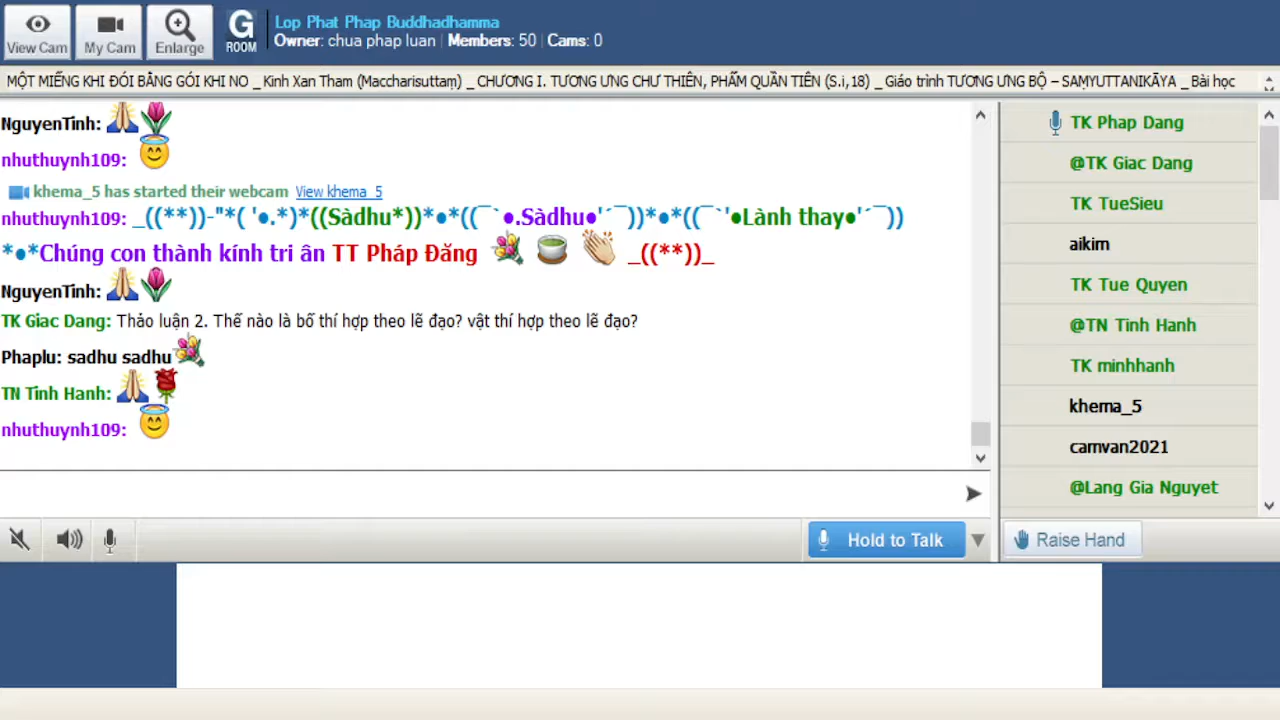 View Cam
My Cam
Enlarge
G
ROOM
Lop Phat Phap Buddhadhamma
Owner: chua phap luan | Members: 50 | Cams: 0
MỘT MIẾNG KHI ĐÓI BẰNG GÓI KHI NO _ Kinh Xan Tham (Maccharisuttaṃ) _ CHƯƠNG I. TƯƠNG ƯNG CHƯ THIÊN, PHẨM QUẦN TIÊN (S.i,18) _ Giáo trình TƯƠNG ƯNG BỘ – SAṂYUTTANIKĀYA _ Bài học
NguyenTinh:
nhuthuynh109:
khema_5 has started their webcam View khema_5
nhuthuynh109: _((**))-"*( '●.*)*((Sàdhu*))*●*((¯`●.Sàdhu●'´¯))*●*((¯`'●Lành thay●'´¯))
*●*Chúng con thành kính tri ân TT Pháp Đăng _((**))_
NguyenTinh:
TK Giac Dang: Thảo luận 2. Thế nào là bố thí hợp theo lẽ đạo? vật thí hợp theo lẽ đạo?
Phaplu: sadhu sadhu
TN Tinh Hanh:
nhuthuynh109:
TK Phap Dang
@TK Giac Dang
TK TueSieu
aikim
TK Tue Quyen
@TN Tinh Hanh
TK minhhanh
khema_5
camvan2021
@Lang Gia Nguyet
Hold to Talk
Raise Hand